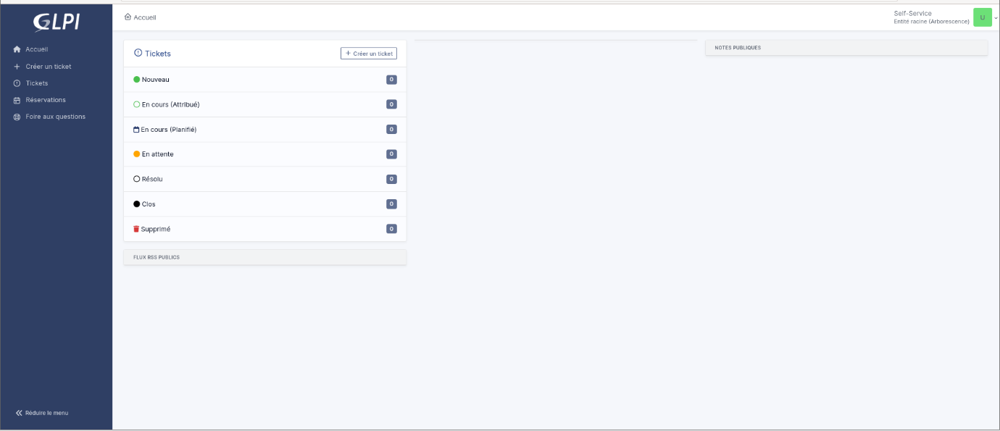 GLPI
Accueil
Créer un ticket
Tickets
Réservations
Foire aux questions
Réduire le menu
Accueil
Self-Service
Entité racine (Arborescence)
U
Tickets
+ Créer un ticket
Nouveau 0
En cours (Attribué) 0
En cours (Planifié) 0
En attente 0
Résolu 0
Clos 0
Supprimé 0
FLUX RSS PUBLICS
NOTES PUBLIQUES